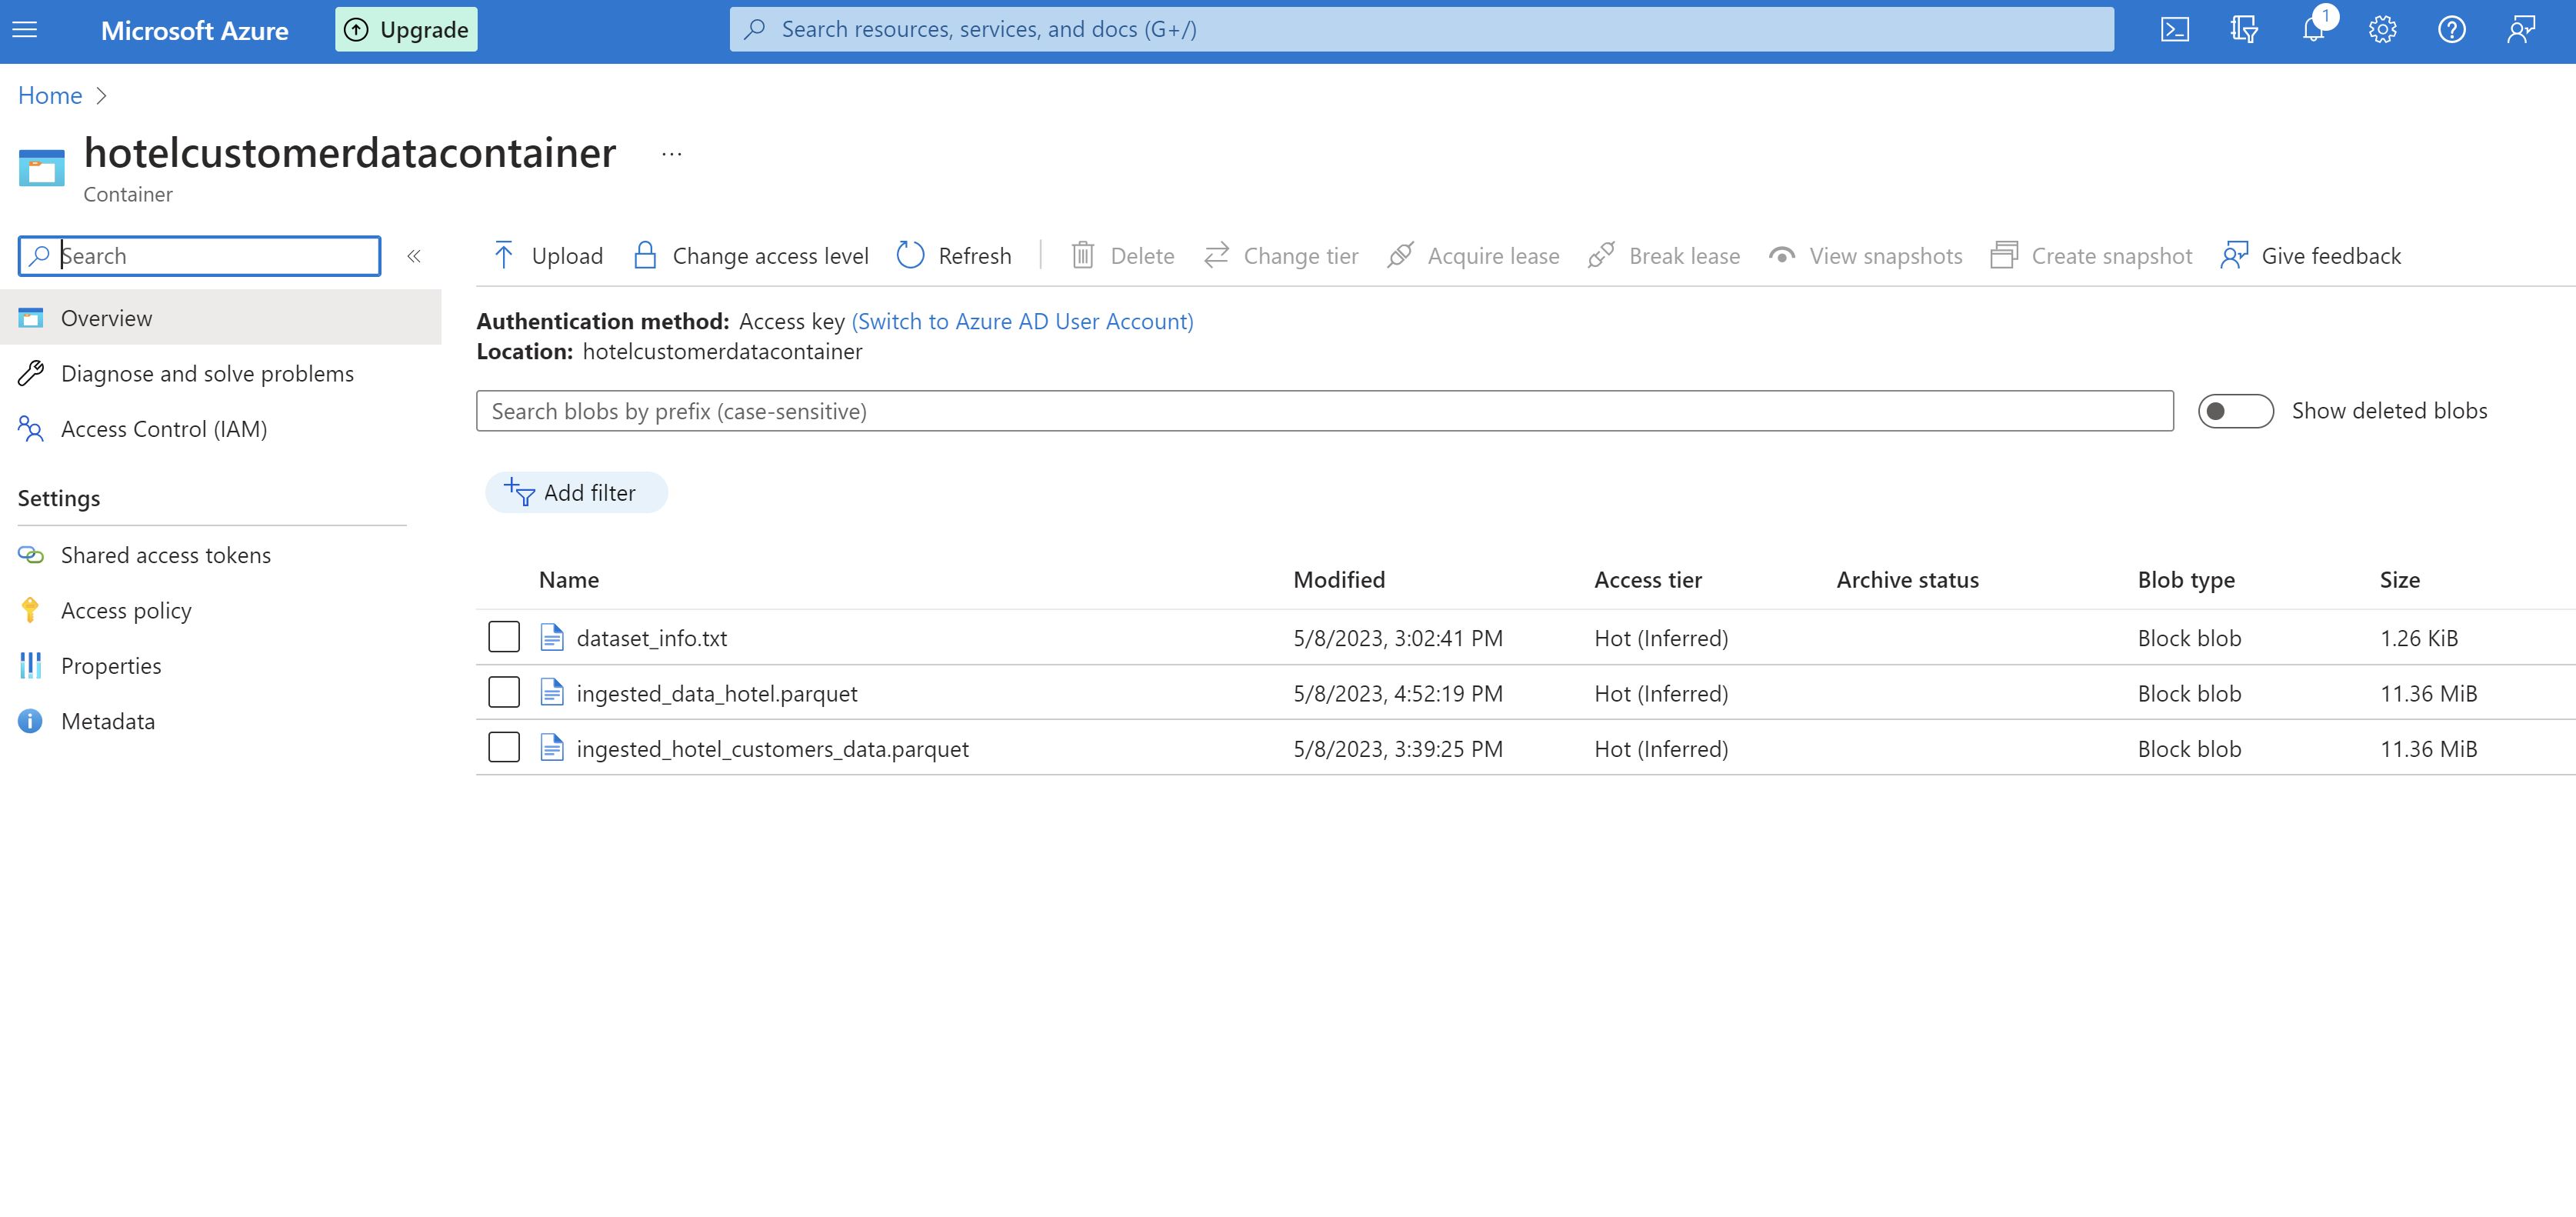 Microsoft Azure
Upgrade
Search resources, services, and docs (G+/)
1
Home
hotelcustomerdatacontainer
...
Container
Search
«
Upload
Change access level
Refresh
Delete
Change tier
Acquire lease
Break lease
View snapshots
Create snapshot
Give feedback
Overview
Diagnose and solve problems
Access Control (IAM)
Settings
Shared access tokens
Access policy
Properties
Metadata
Authentication method: Access key (Switch to Azure AD User Account)
Location: hotelcustomerdatacontainer
Search blobs by prefix (case-sensitive)
Show deleted blobs
Add filter
Name Modified Access tier Archive status Blob type Size
dataset_info.txt 5/8/2023, 3:02:41 PM Hot (Inferred) Block blob 1.26 KiB
ingested_data_hotel.parquet 5/8/2023, 4:52:19 PM Hot (Inferred) Block blob 11.36 MiB
ingested_hotel_customers_data.parquet 5/8/2023, 3:39:25 PM Hot (Inferred) Block blob 11.36 MiB